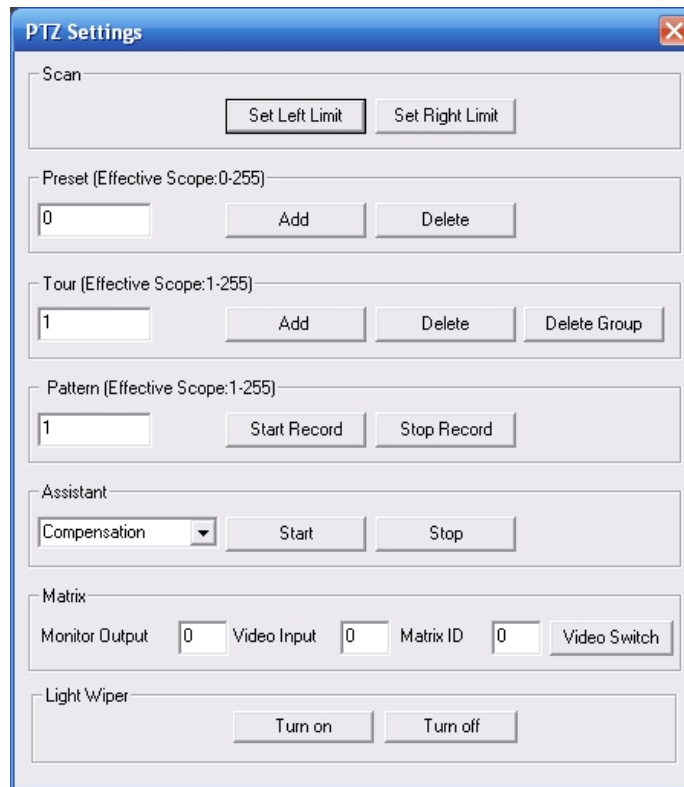 PTZ Settings
Scan
Set Left Limit Set Right Limit
Preset (Effective Scope:0-255)
0 Add Delete
Tour (Effective Scope:1-255)
1 Add Delete Delete Group
Pattern (Effective Scope:1-255)
1 Start Record Stop Record
Assistant
Compensation Start Stop
Matrix
Monitor Output 0 Video Input 0 Matrix ID 0 Video Switch
Light Wiper
Turn on Turn off